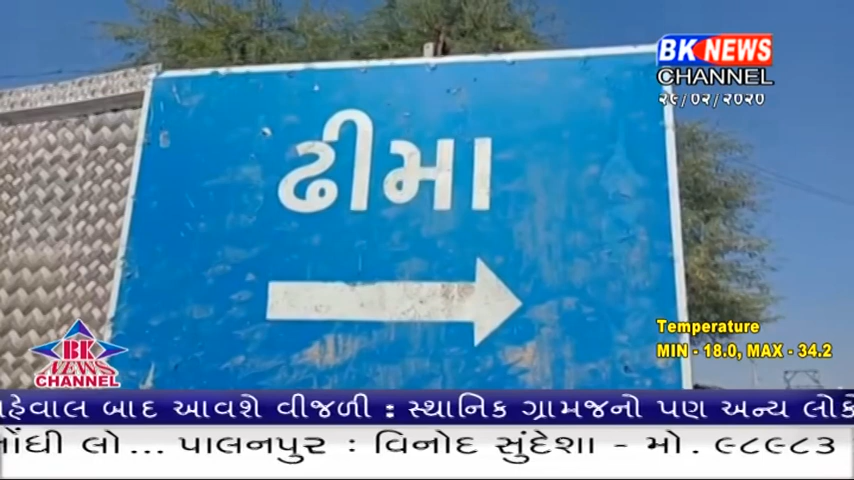 BK NEWS
CHANNEL
૨૯/૦૨/૨૦૨૦
ઢીમા
Temperature
MIN - 18.0, MAX - 34.2
BK
NEWS
CHANNEL
બાદ આવશે વીજળી : સ્થાનિક ગ્રામજનો પણ અન્ય
લો... પાલનપુર : વિનોદ સુંદેશા - મો. ૯૮૯૮૩